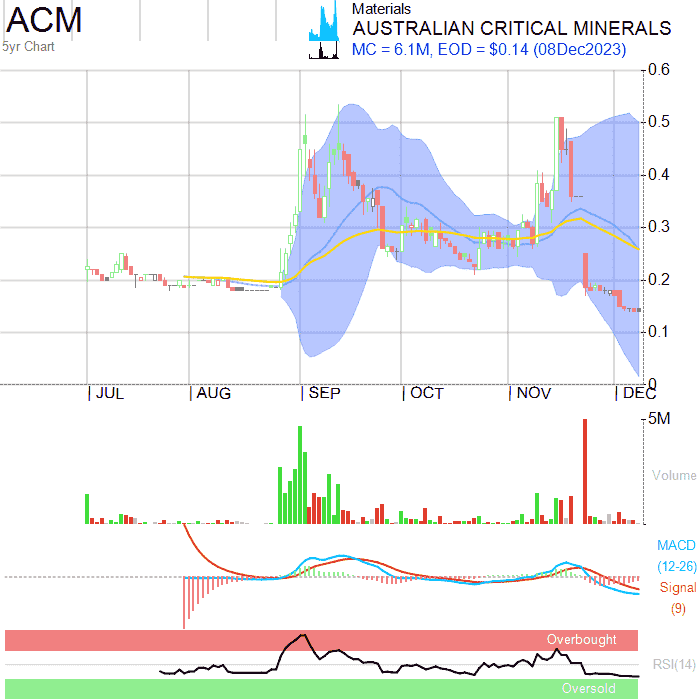 ACM
5yr Chart
Materials
AUSTRALIAN CRITICAL MINERALS
MC = 6.1M, EOD = $0.14 (08Dec2023)
0.6
0.5
0.4
0.3
0.2
0.1
0
JUL AUG SEP OCT NOV DEC
5M
Volume
MACD
(12-26)
Signal
(9)
Overbought
RSI(14)
Oversold